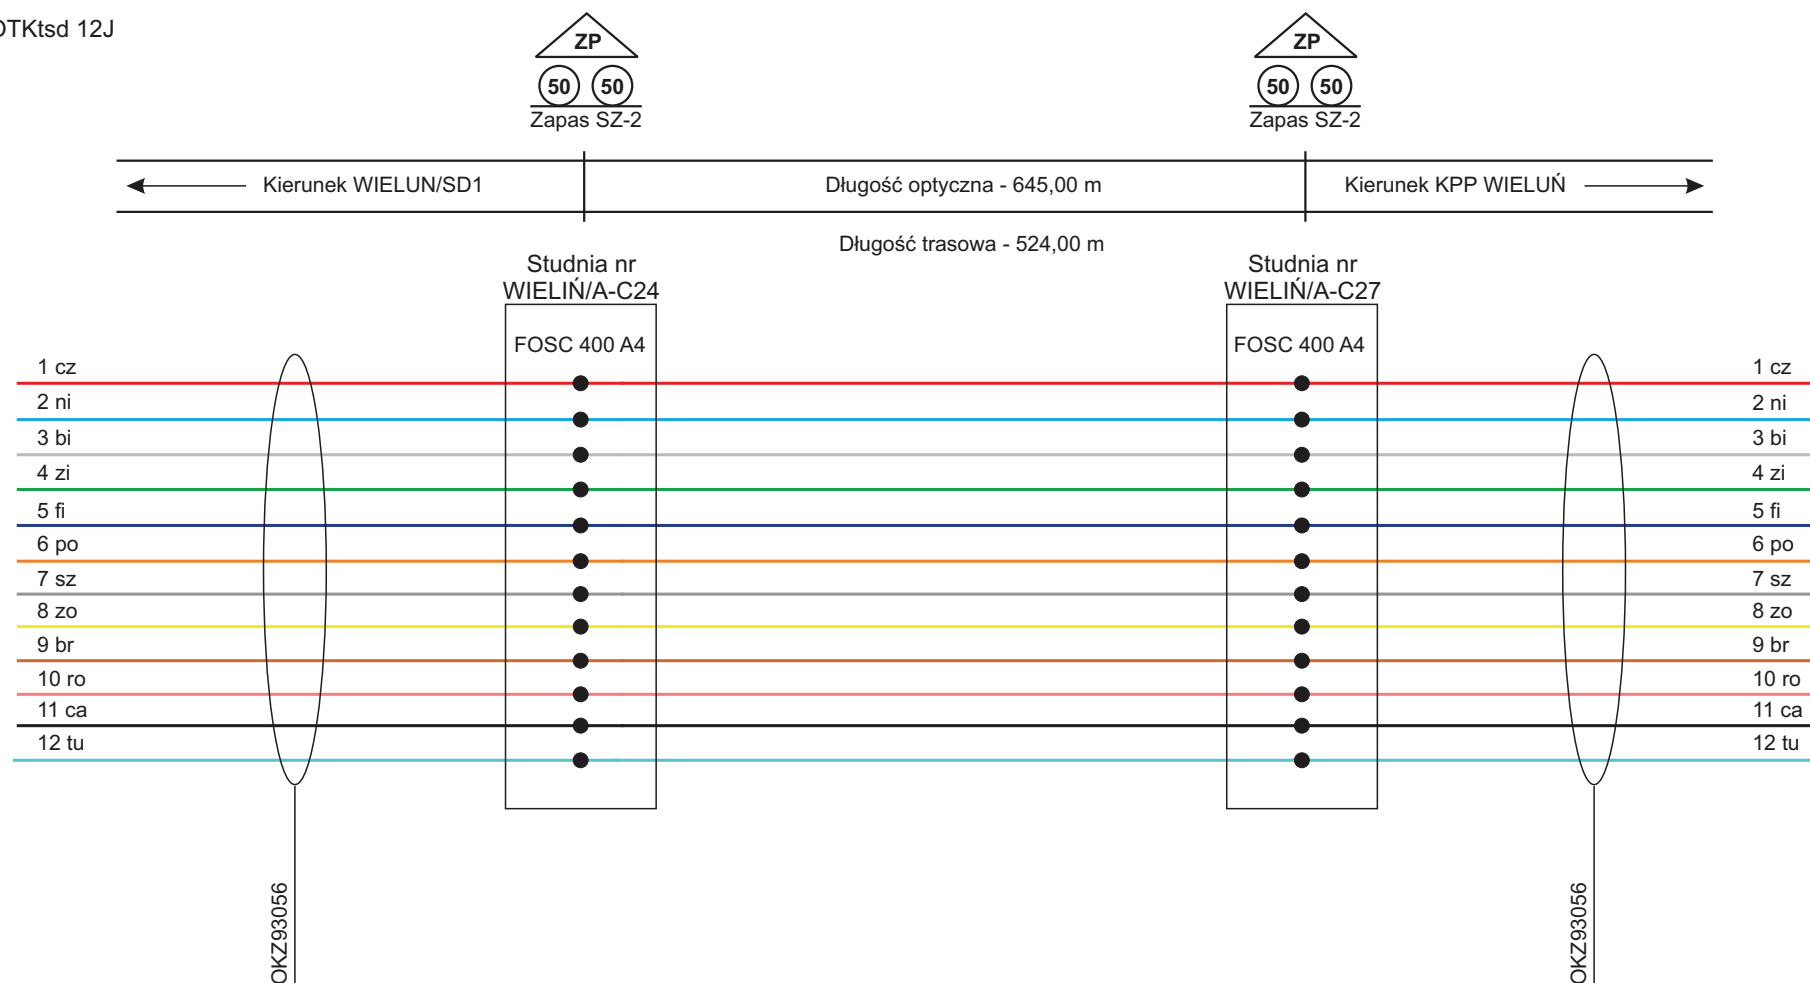 OTKtsd 12J
ZP
50 50
Zapas SZ-2
ZP
50 50
Zapas SZ-2
Kierunek WIELUN/SD1
Długość optyczna - 645,00 m
Kierunek KPP WIELUŃ
Długość trasowa - 524,00 m
Studnia nr
WIELIŃ/A-C24
FOSC 400 A4
Studnia nr
WIELIŃ/A-C27
FOSC 400 A4
1 cz
2 ni
3 bi
4 zi
5 fi
6 po
7 sz
8 zo
9 br
10 ro
11 ca
12 tu
1 cz
2 ni
3 bi
4 zi
5 fi
6 po
7 sz
8 zo
9 br
10 ro
11 ca
12 tu
OKZ93056
OKZ93056